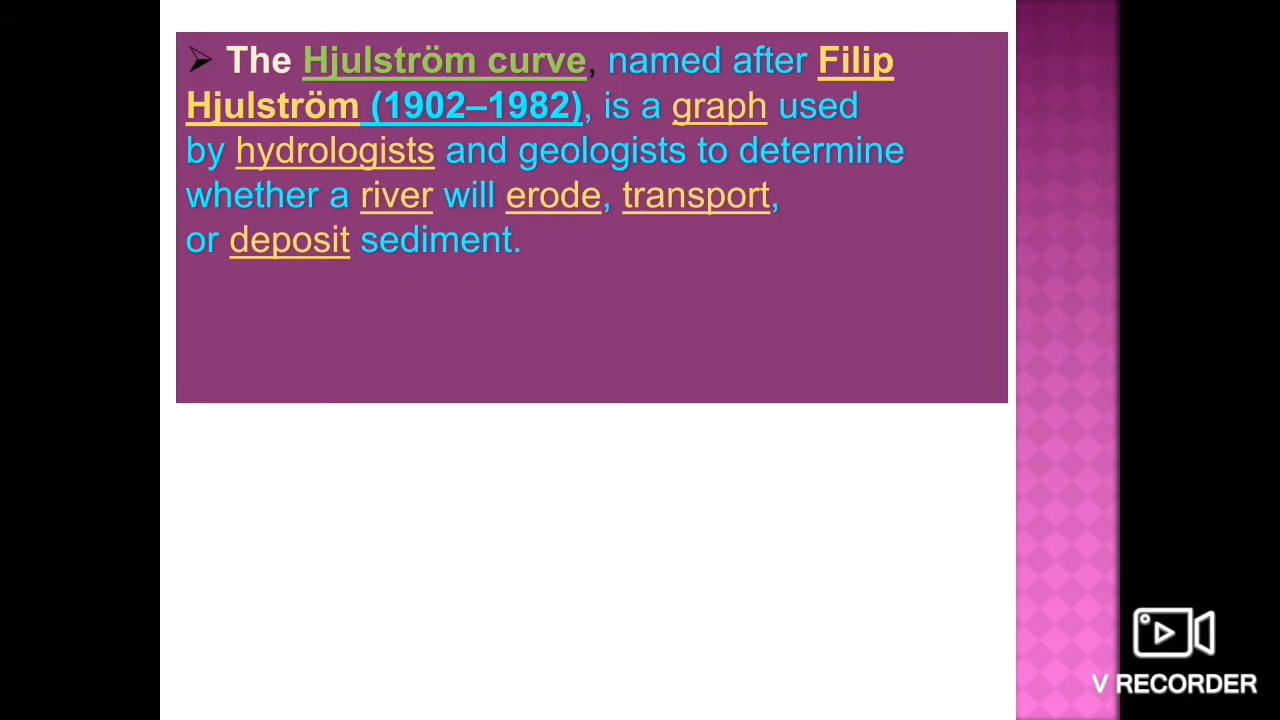 ➢ The Hjulström curve, named after Filip
Hjulström (1902–1982), is a graph used
by hydrologists and geologists to determine
whether a river will erode, transport,
or deposit sediment.
V RECORDER